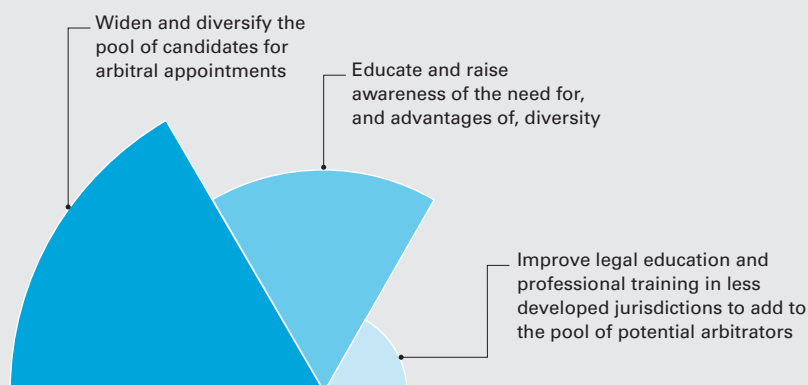 Widen and diversify the
pool of candidates for
arbitral appointments
Educate and raise
awareness of the need for,
and advantages of, diversity
Improve legal education and
professional training in less
developed jurisdictions to add to
the pool of potential arbitrators